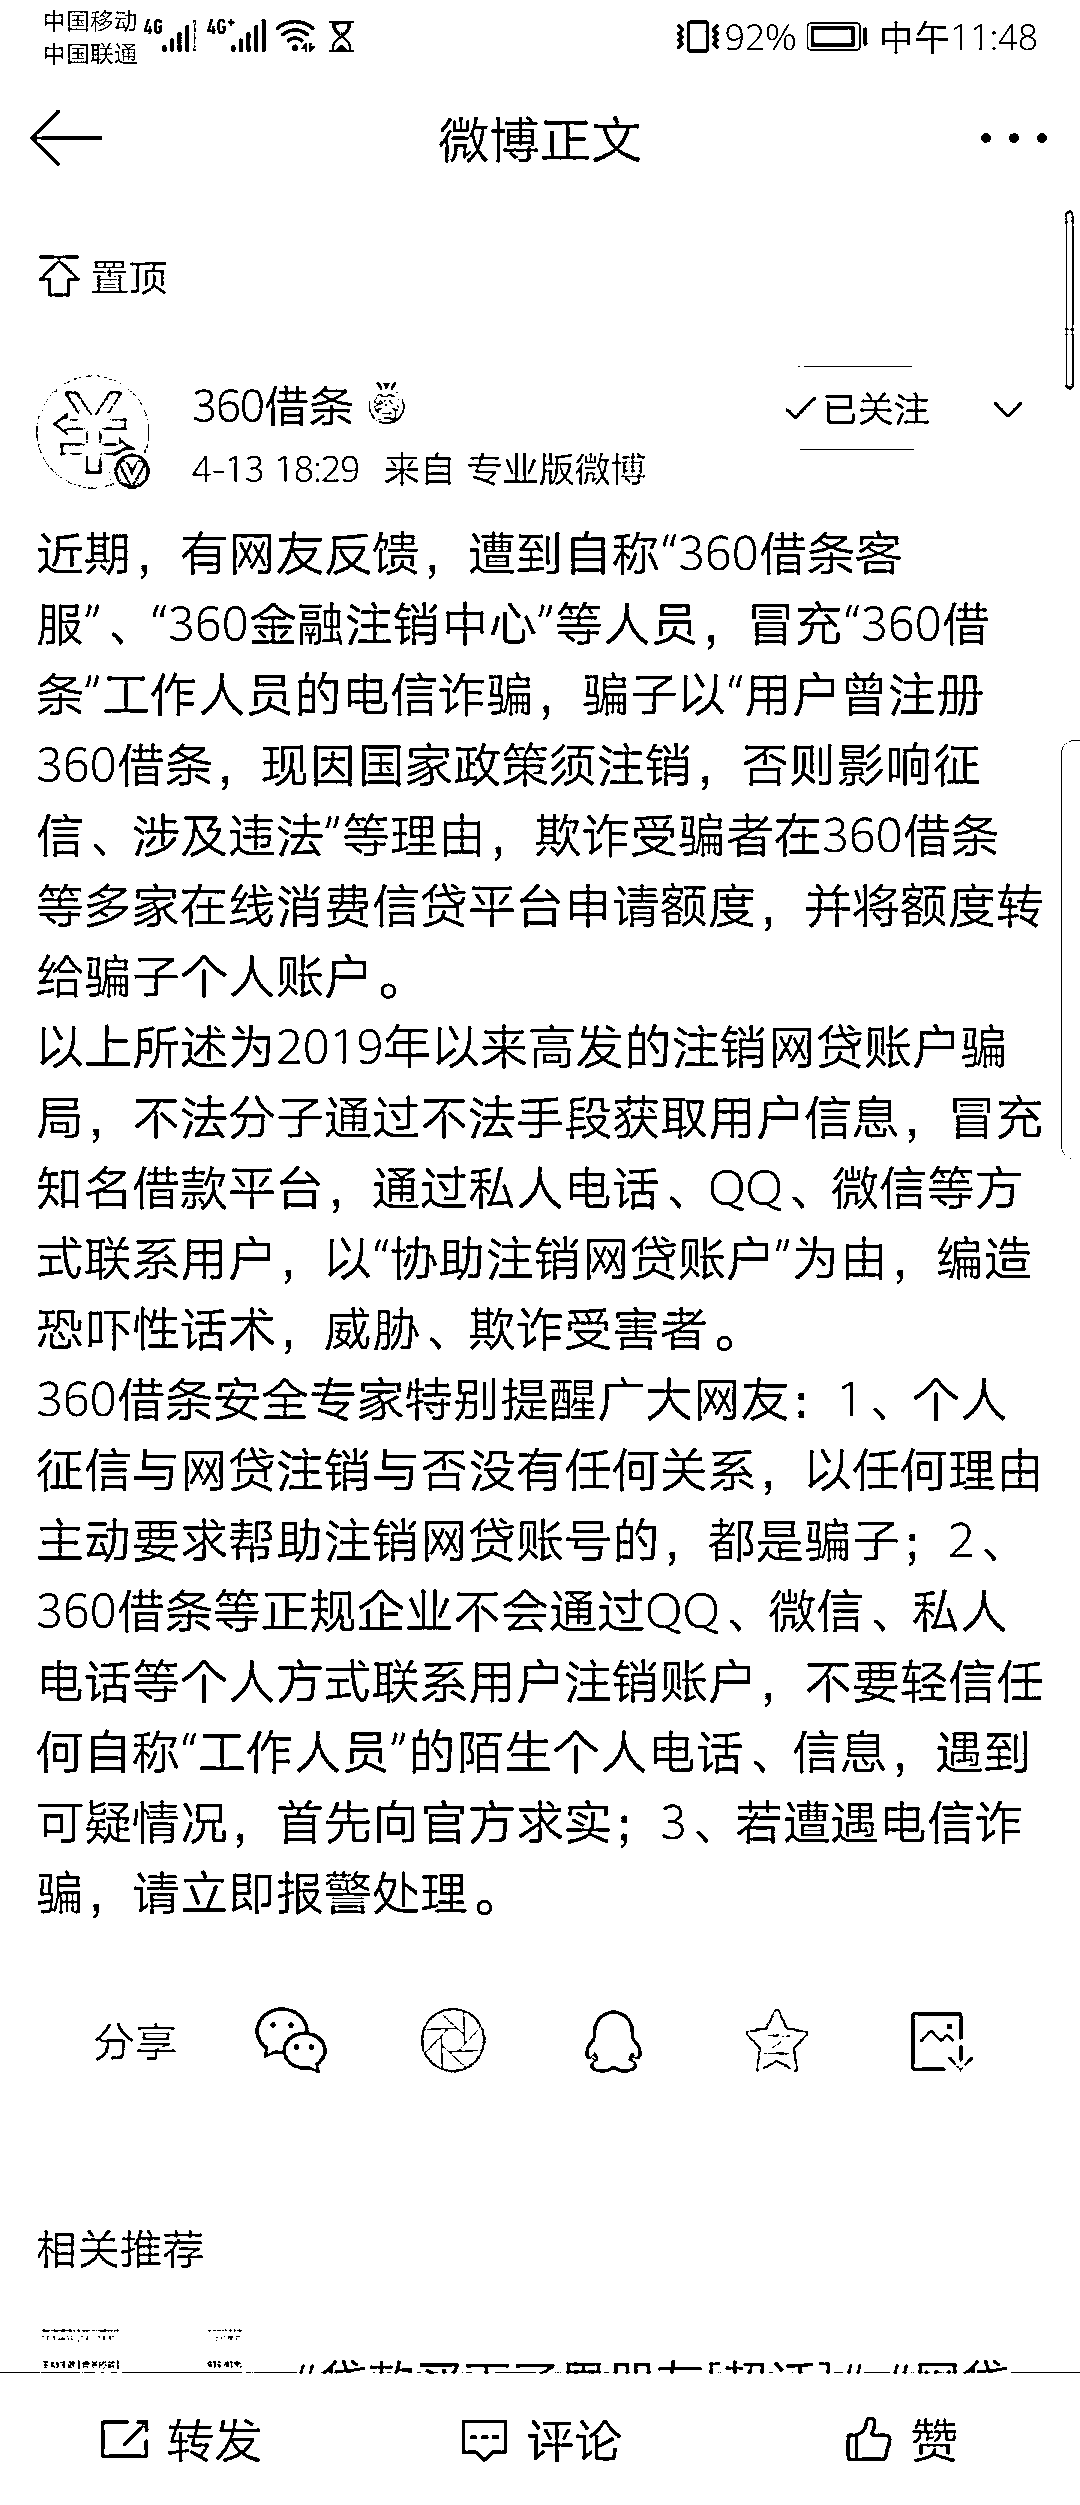 中国移动 4G 4G+ 92% 中午11:48
中国联通
微博正文
置顶
360借条
已关注
4-13 18:29 来自 专业版微博
近期，有网友反馈，遭到自称“360借条客
服”、“360金融注销中心”等人员，冒充“360借
条”工作人员的电信诈骗，骗子以“用户曾注册
360借条，现因国家政策须注销，否则影响征
信、涉及违法”等理由，欺诈受骗者在360借条
等多家在线消费信贷平台申请额度，并将额度转
给骗子个人账户。
以上所述为2019年以来高发的注销网贷账户骗
局，不法分子通过不法手段获取用户信息，冒充
知名借款平台，通过私人电话、QQ、微信等方
式联系用户，以“协助注销网贷账户”为由，编造
恐吓性话术，威胁、欺诈受害者。
360借条安全专家特别提醒广大网友：1、个人
征信与网贷注销与否没有任何关系，以任何理由
主动要求帮助注销网贷账号的，都是骗子；2、
360借条等正规企业不会通过QQ、微信、私人
电话等个人方式联系用户注销账户，不要轻信任
何自称“工作人员”的陌生个人电话、信息，遇到
可疑情况，首先向官方求实；3、若遭遇电信诈
骗，请立即报警处理。
分享
相关推荐
转发 评论 赞